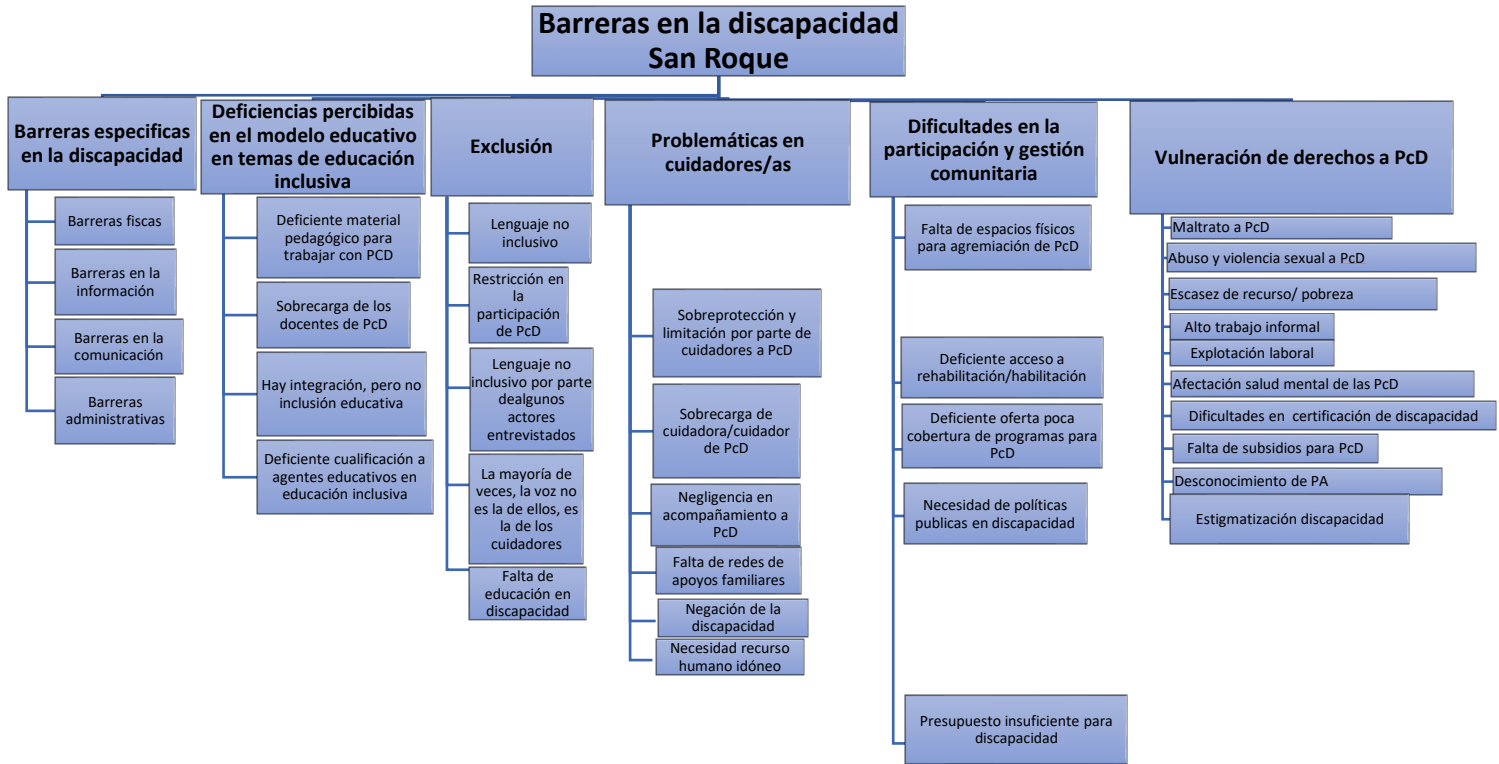 Barreras en la discapacidad
San Roque
Barreras especificas
en la discapacidad
Barreras fiscas
Barreras en la
información
Barreras en la
comunicación
Barreras
administrativas
Deficiencias percibidas
en el modelo educativo
en temas de educación
inclusiva
Deficiente material
pedagógico para
trabajar con PCD
Sobrecarga de los
docentes de PcD
Hay integración, pero no
inclusión educativa
Deficiente cualificación a
agentes educativos en
educación inclusiva
Exclusión
Lenguaje no
inclusivo
Restricción en
la
participación
de PcD
Lenguaje no
inclusivo por parte
dealgunos
actores
entrevistados
La mayoría de
veces, la voz no
es la de ellos, es
la de los
cuidadores
Falta de
educación en
discapacidad
Problemáticas en
cuidadores/as
Sobreprotección y
limitación por parte de
cuidadores a PcD
Sobrecarga de
cuidadora/cuidador
de PcD
Negligencia en
acompañamiento a
PcD
Falta de redes de
apoyos familiares
Negación de la
discapacidad
Necesidad recurso
humano idóneo
Dificultades en la
participación y gestión
comunitaria
Falta de espacios físicos
para agremiación de PcD
Deficiente acceso a
rehabilitación/habilitación
Deficiente oferta poca
cobertura de programas para
PcD
Necesidad de políticas
publicas en discapacidad
Presupuesto insuficiente para
discapacidad
Vulneración de derechos a PcD
Maltrato a PcD
Abuso y violencia sexual a PcD
Escasez de recurso/ pobreza
Alto trabajo informal
Explotación laboral
Afectación salud mental de las PcD
Dificultades en certificación de discapacidad
Falta de subsidios para PcD
Desconocimiento de PA
Estigmatización discapacidad